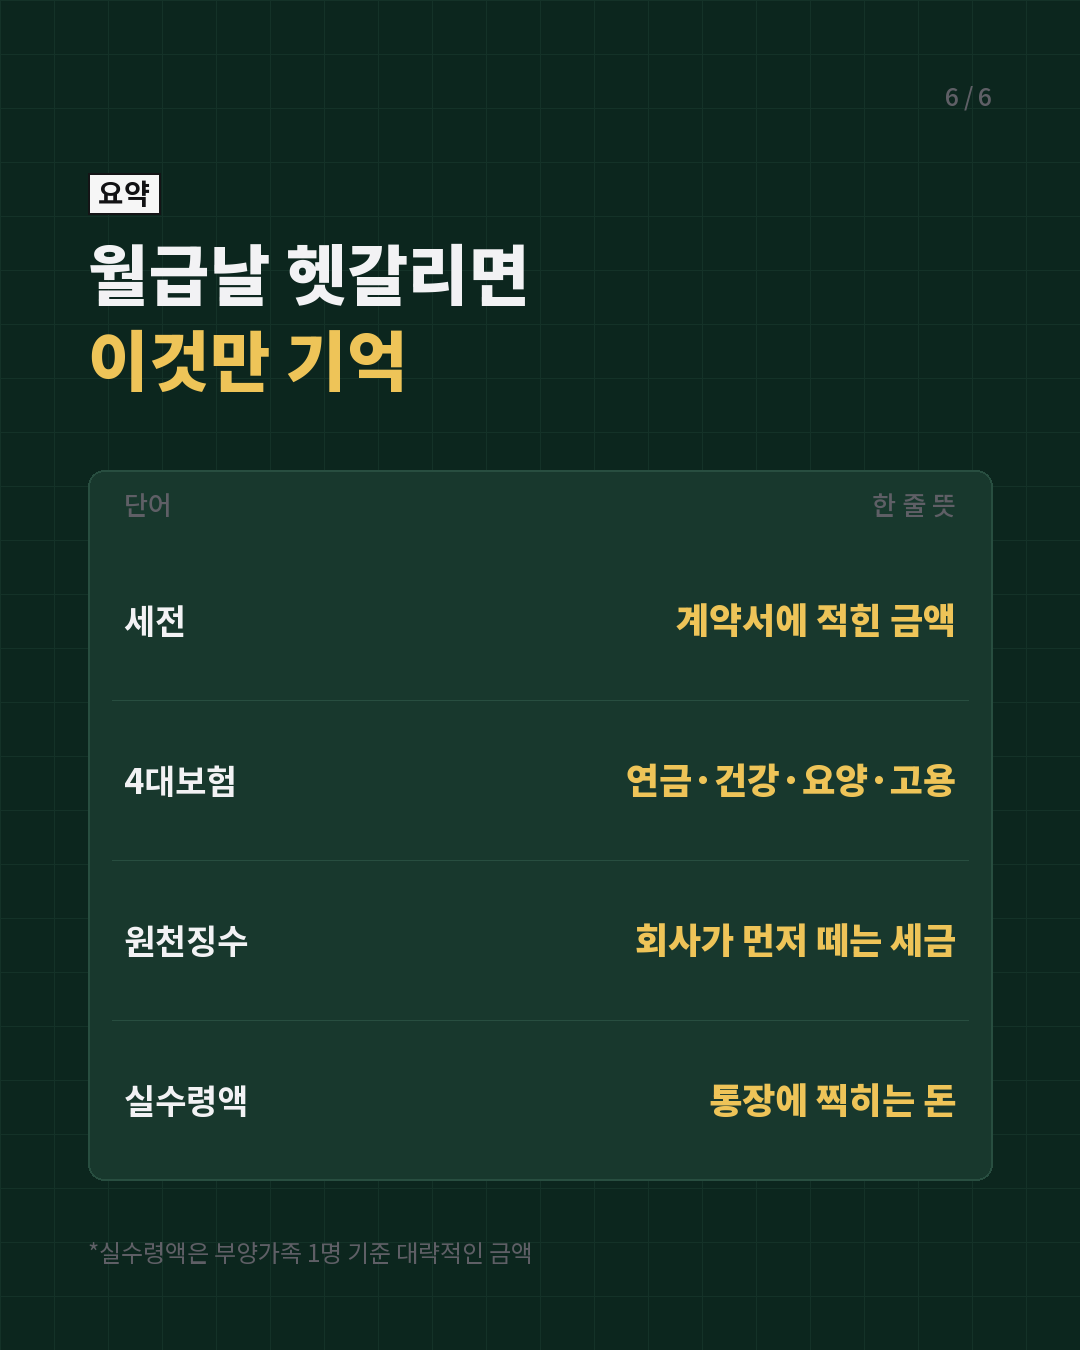 6 / 6
요약
월급날 헷갈리면
이것만 기억
단어 한 줄 뜻
세전 계약서에 적힌 금액
4대보험 연금·건강·요양·고용
원천징수 회사가 먼저 떼는 세금
실수령액 통장에 찍히는 돈
*실수령액은 부양가족 1명 기준 대략적인 금액